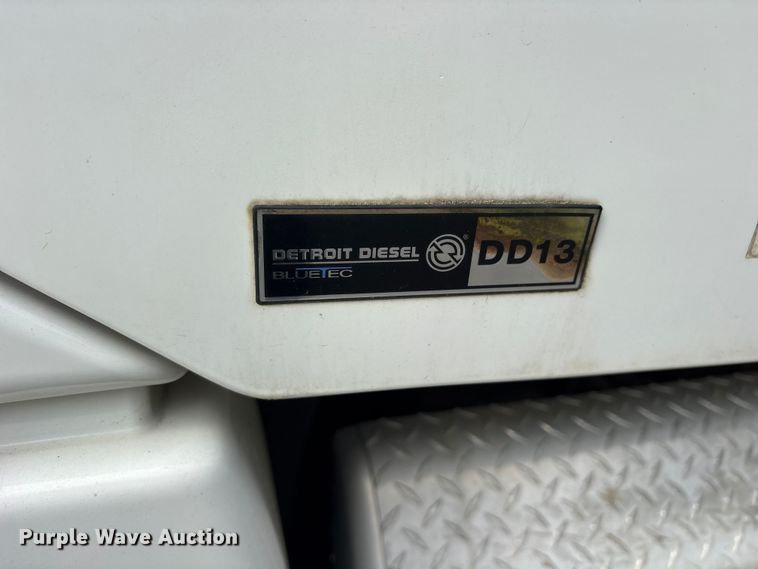 DETROIT DIESEL ® DD13
BLUETEC
Purple Wave Auction